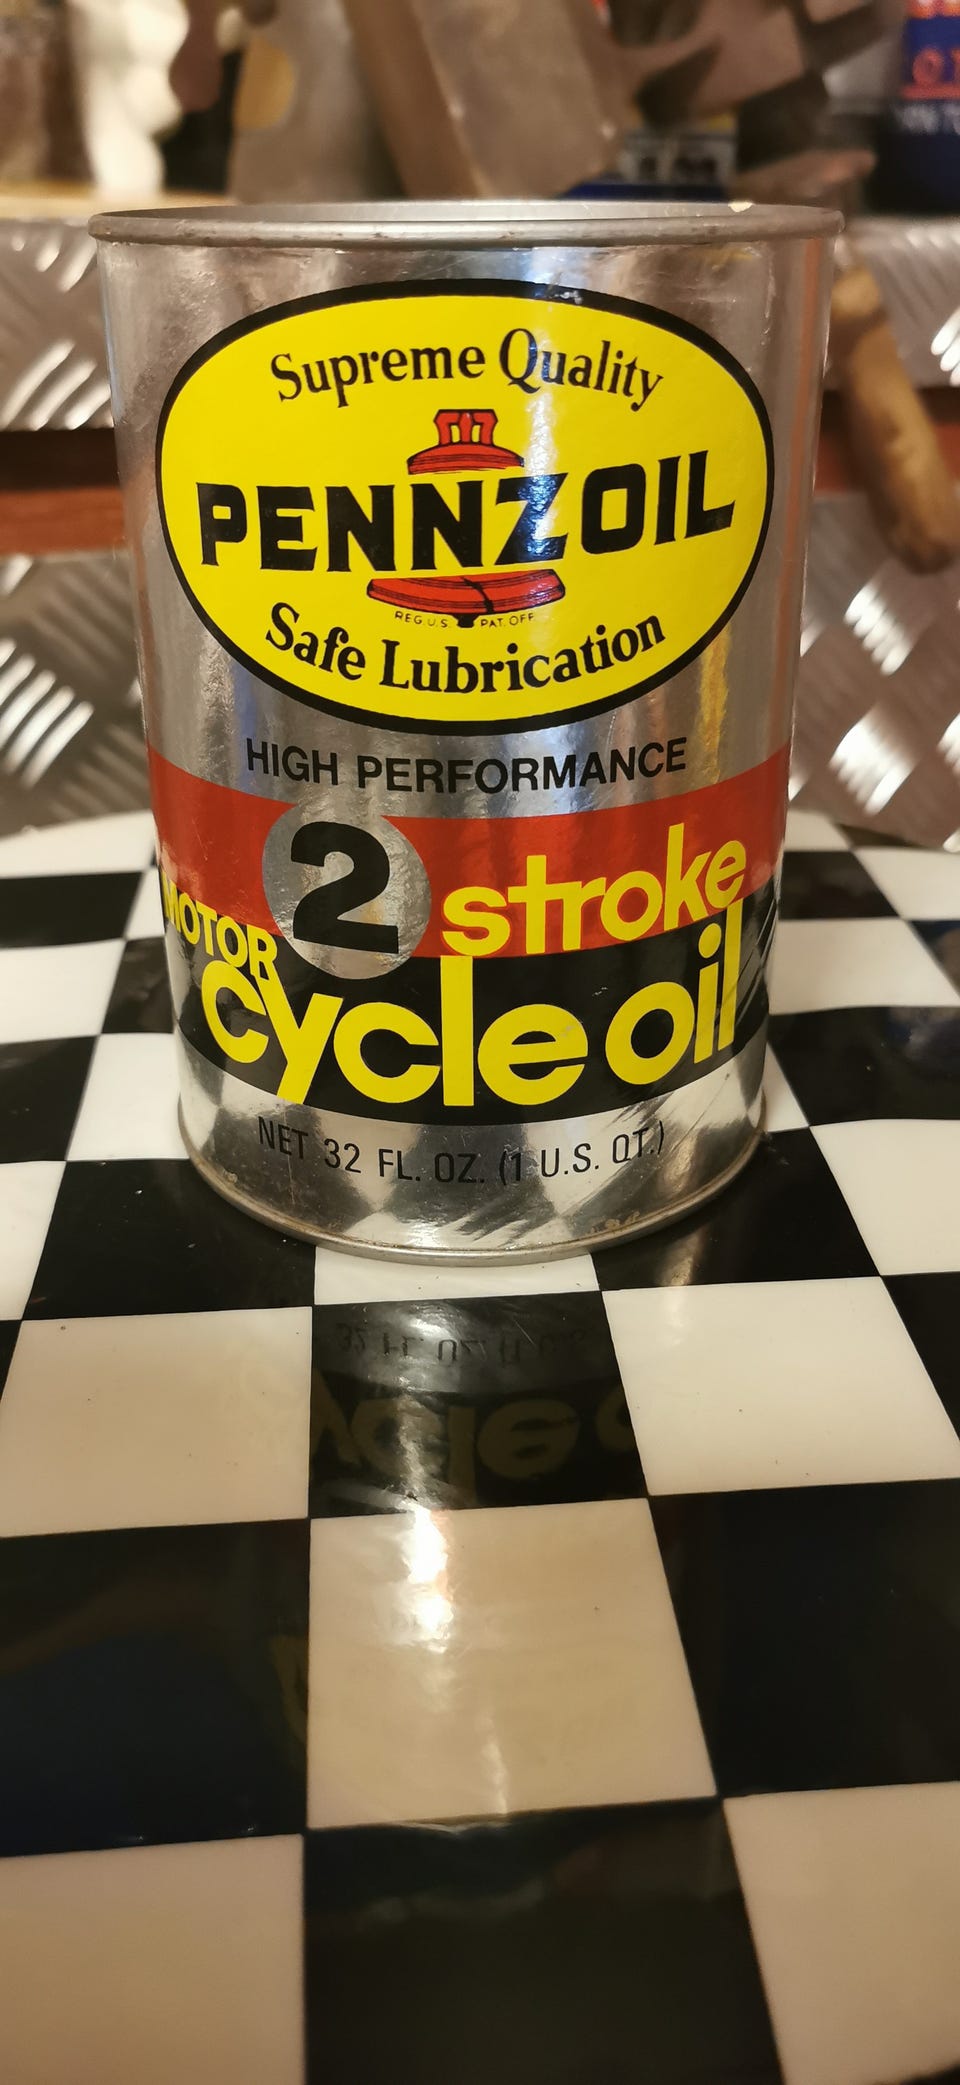 Supreme Quality
PENNZOIL
REG. U.S. PAT. OFF.
Safe Lubrication
HIGH PERFORMANCE
2 stroke
MOTOR
cycle oil
NET 32 FL. OZ. (1 U.S. QT.)